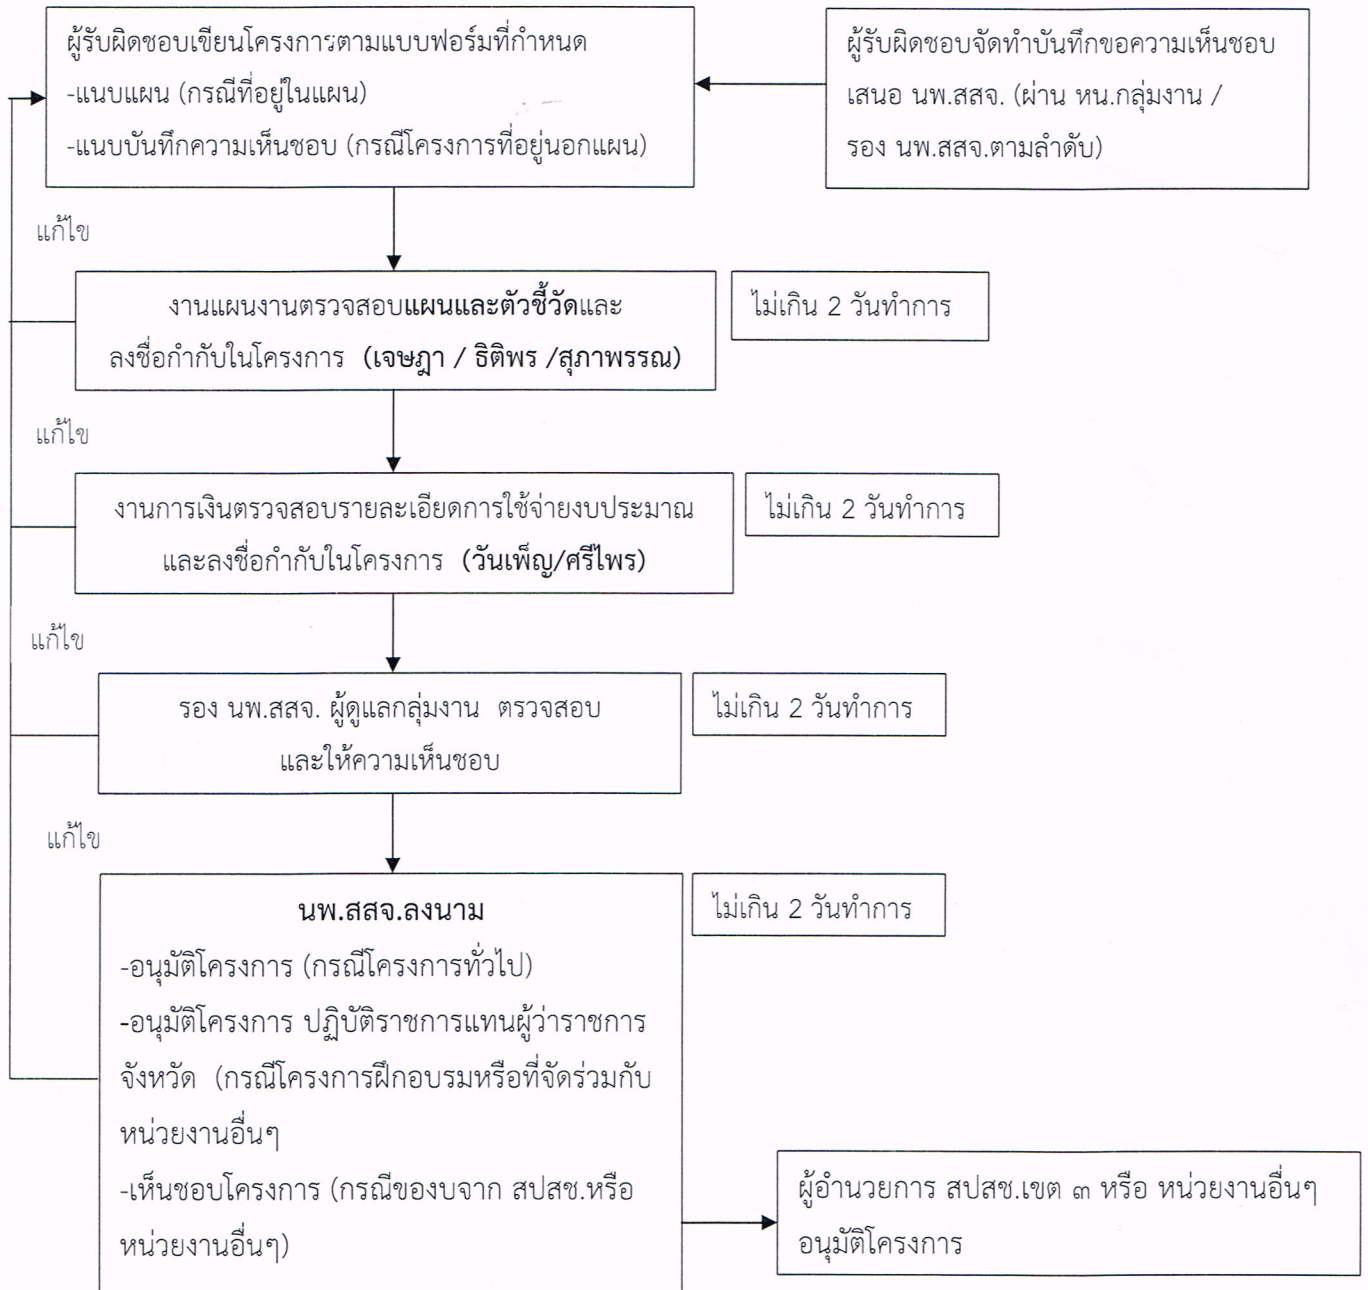 ผู้รับผิดชอบเขียนโครงการตามแบบฟอร์มที่กำหนด
-แนบแผน (กรณีที่อยู่ในแผน)
-แนบบันทึกความเห็นชอบ (กรณีโครงการที่อยู่นอกแผน)
ผู้รับผิดชอบจัดทำบันทึกขอความเห็นชอบ
เสนอ นพ.สสจ. (ผ่าน หน.กลุ่มงาน /
รอง นพ.สสจ.ตามลำดับ)
แก้ไข
งานแผนงานตรวจสอบแผนและตัวชี้วัดและ
ลงชื่อกำกับในโครงการ (เจษฎา / ธิติพร /สุภาพรรณ)
ไม่เกิน 2 วันทำการ
แก้ไข
งานการเงินตรวจสอบรายละเอียดการใช้จ่ายงบประมาณ
และลงชื่อกำกับในโครงการ (วันเพ็ญ/ศรีไพร)
ไม่เกิน 2 วันทำการ
แก้ไข
รอง นพ.สสจ. ผู้ดูแลกลุ่มงาน ตรวจสอบ
และให้ความเห็นชอบ
ไม่เกิน 2 วันทำการ
แก้ไข
นพ.สสจ.ลงนาม
-อนุมัติโครงการ (กรณีโครงการทั่วไป)
-อนุมัติโครงการ ปฏิบัติราชการแทนผู้ว่าราชการ
จังหวัด (กรณีโครงการฝึกอบรมหรือที่จัดร่วมกับ
หน่วยงานอื่นๆ
-เห็นชอบโครงการ (กรณีของบจาก สปสช.หรือ
หน่วยงานอื่นๆ)
ไม่เกิน 2 วันทำการ
ผู้อำนวยการ สปสช.เขต ๓ หรือ หน่วยงานอื่นๆ
อนุมัติโครงการ